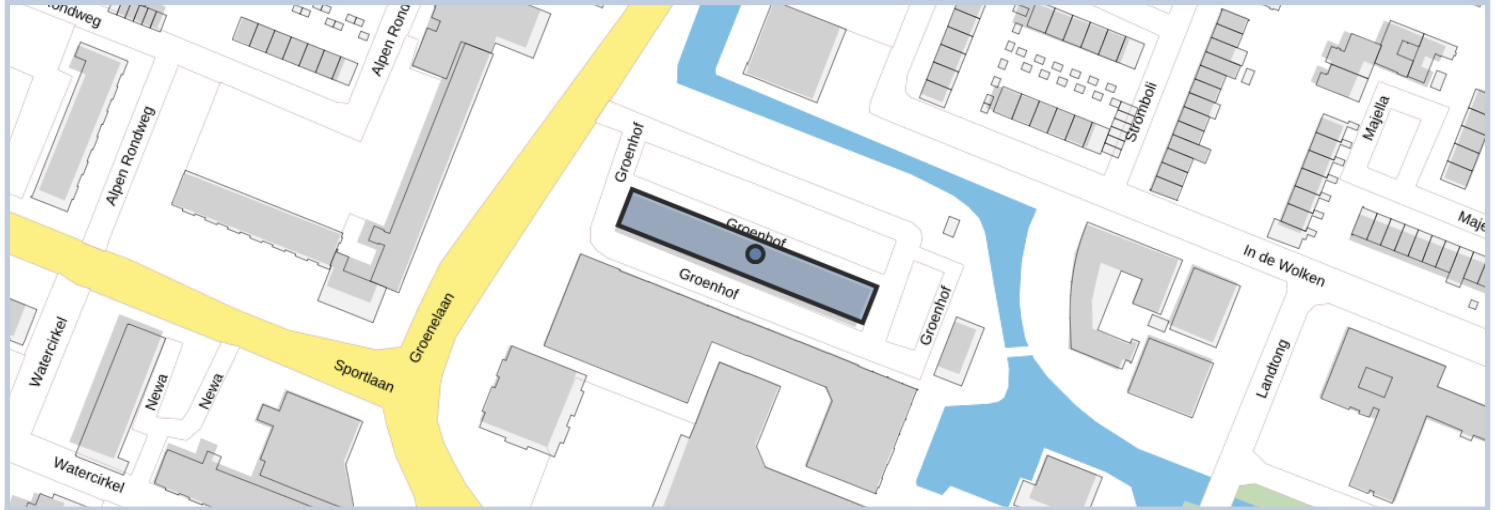 Rondweg
Alpen Rond
Alpen Rondweg
Groenhof
Stromboli
Majella
Maje
Groenhof
Groenhof
In de Wolken
Groenhof
Groenelaan
Watercirkel
Sportlaan
Landtong
Newa
Newa
Watercirkel